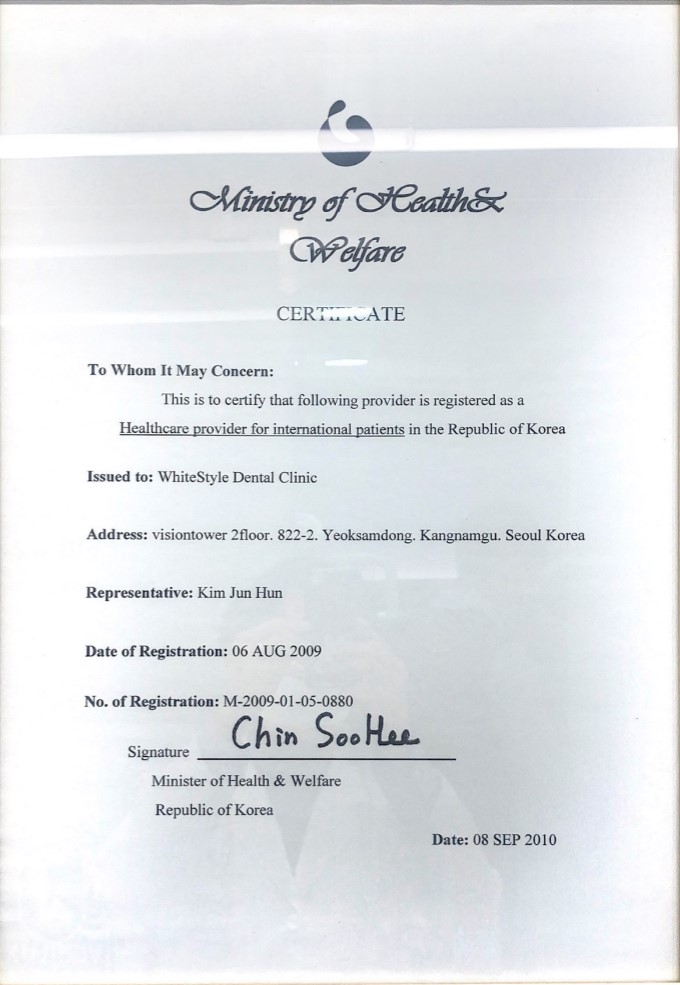 Ministry of Health&
Welfare
CERTIFICATE
To Whom It May Concern:
This is to certify that following provider is registered as a
Healthcare provider for international patients in the Republic of Korea
Issued to: WhiteStyle Dental Clinic
Address: visiontower 2floor. 822-2. Yeoksamdong. Kangnamgu. Seoul Korea
Representative: Kim Jun Hun
Date of Registration: 06 AUG 2009
No. of Registration: M-2009-01-05-0880
Chin SooHee
Signature
Minister of Health & Welfare
Republic of Korea
Date: 08 SEP 2010